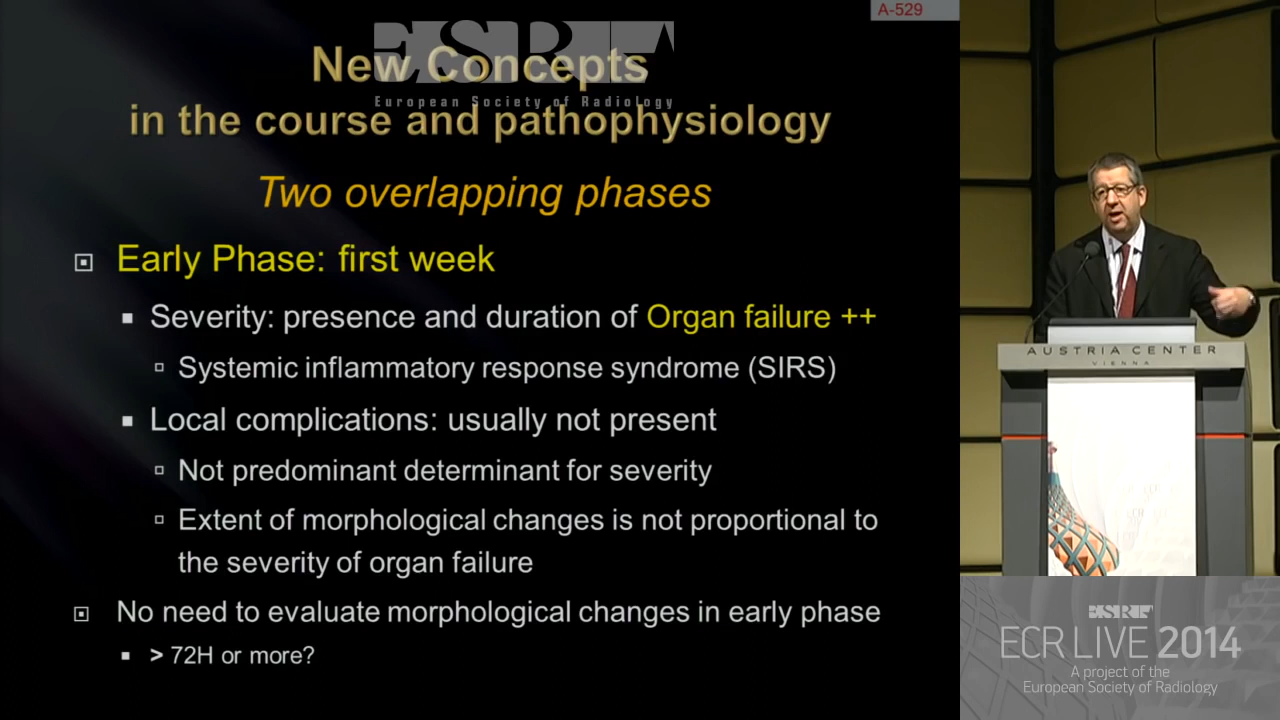 A-529
ESR
European Society of Radiology
New Concepts
in the course and pathophysiology
Two overlapping phases
Early Phase: first week
Severity: presence and duration of Organ failure ++
Systemic inflammatory response syndrome (SIRS)
Local complications: usually not present
Not predominant determinant for severity
Extent of morphological changes is not proportional to
the severity of organ failure
No need to evaluate morphological changes in early phase
> 72H or more?
AUSTRIA CENTER
VIENNA
ESR
ECR LIVE 2014
A project of the
European Society of Radiology